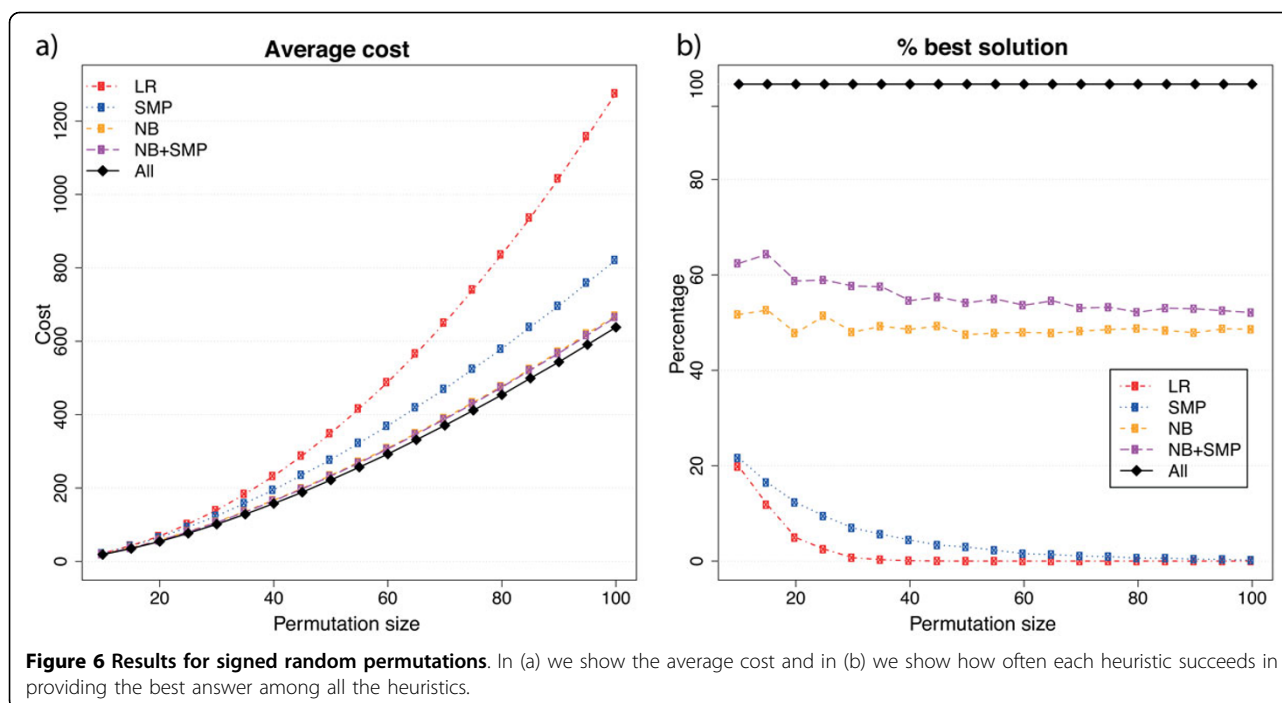 a)
Average cost
LR
SMP
NB
NB+SMP
All
Cost
0
200
400
600
800
1000
1200
20
40
60
80
100
Permutation size
b)
% best solution
Percentage
0
20
40
60
80
100
LR
SMP
NB
NB+SMP
All
20
40
60
80
100
Permutation size
Figure 6 Results for signed random permutations. In (a) we show the average cost and in (b) we show how often each heuristic succeeds in
providing the best answer among all the heuristics.